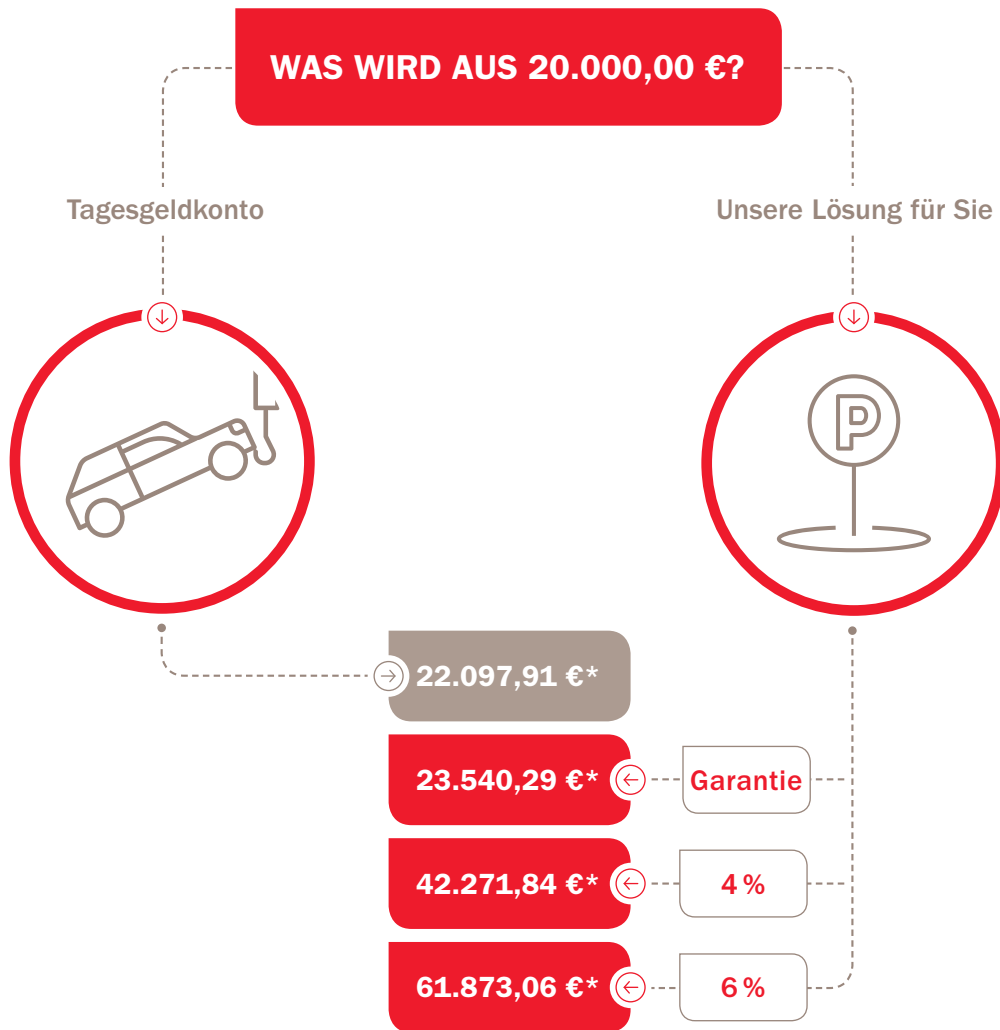 WAS WIRD AUS 20.000,00 €?
Tagesgeldkonto
Unsere Lösung für Sie
P
22.097,91 €*
23.540,29 €*
Garantie
42.271,84 €*
4 %
61.873,06 €*
6 %